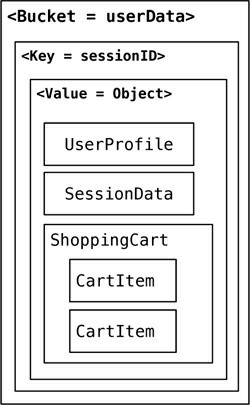 <Bucket = userData>
<Key = sessionID>
<Value = Object>
UserProfile
SessionData
ShoppingCart
CartItem
CartItem